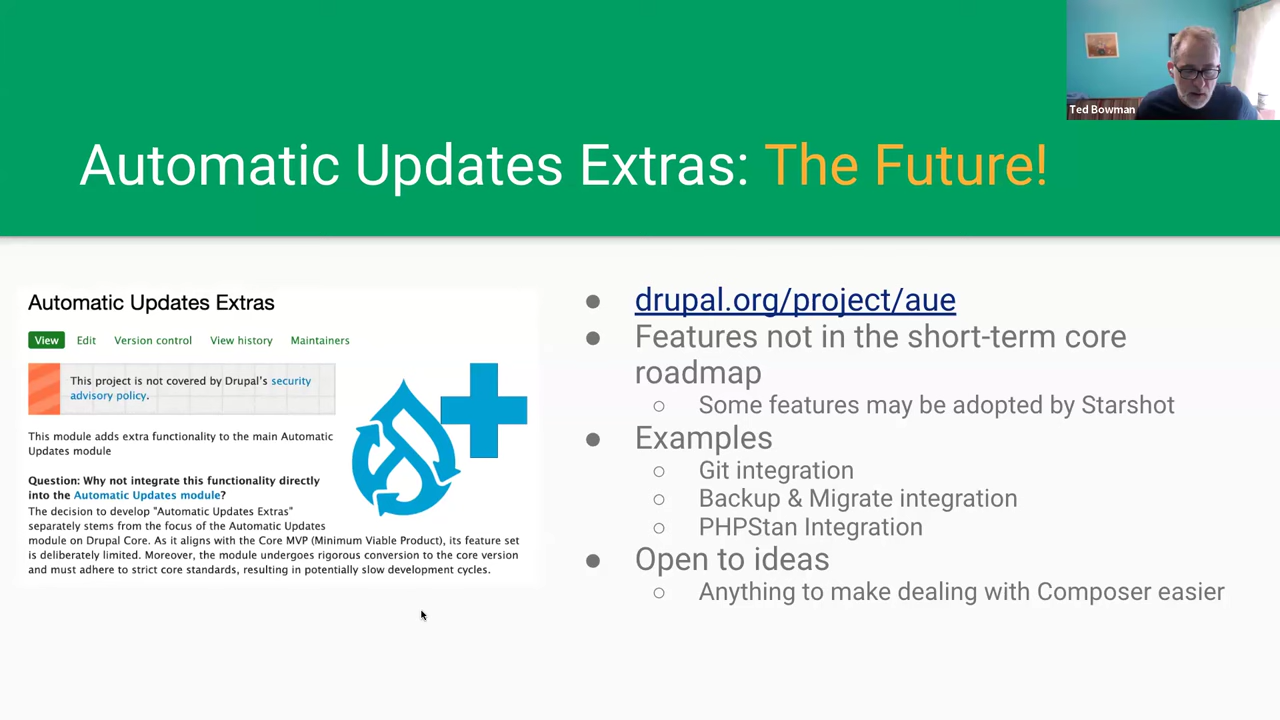 Ted Bowman
Automatic Updates Extras: The Future!
Automatic Updates Extras
View Edit Version control View history Maintainers
This project is not covered by Drupal's security
advisory policy.
This module adds extra functionality to the main Automatic
Updates module
Question: Why not integrate this functionality directly
into the Automatic Updates module?
The decision to develop "Automatic Updates Extras"
separately stems from the focus of the Automatic Updates
module on Drupal Core. As it aligns with the Core MVP (Minimum Viable Product), its feature set
is deliberately limited. Moreover, the module undergoes rigorous conversion to the core version
and must adhere to strict core standards, resulting in potentially slow development cycles.
● drupal.org/project/aue
● Features not in the short-term core
roadmap
○ Some features may be adopted by Starshot
● Examples
○ Git integration
○ Backup & Migrate integration
○ PHPStan Integration
● Open to ideas
○ Anything to make dealing with Composer easier